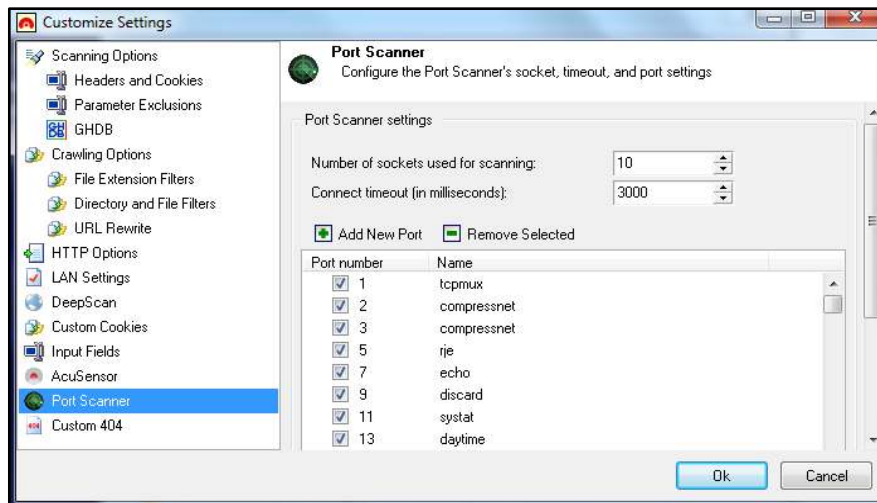 Customize Settings
Scanning Options
Headers and Cookies
Parameter Exclusions
GHDB
Crawling Options
File Extension Filters
Directory and File Filters
URL Rewrite
HTTP Options
LAN Settings
DeepScan
Custom Cookies
Input Fields
AcuSensor
Port Scanner
Custom 404
Port Scanner
Configure the Port Scanner's socket, timeout, and port settings
Port Scanner settings
Number of sockets used for scanning: 10
Connect timeout (in milliseconds): 3000
Add New Port Remove Selected
Port number Name
1 tcpmux
2 compressnet
3 compressnet
5 rje
7 echo
9 discard
11 systat
13 daytime
Ok Cancel